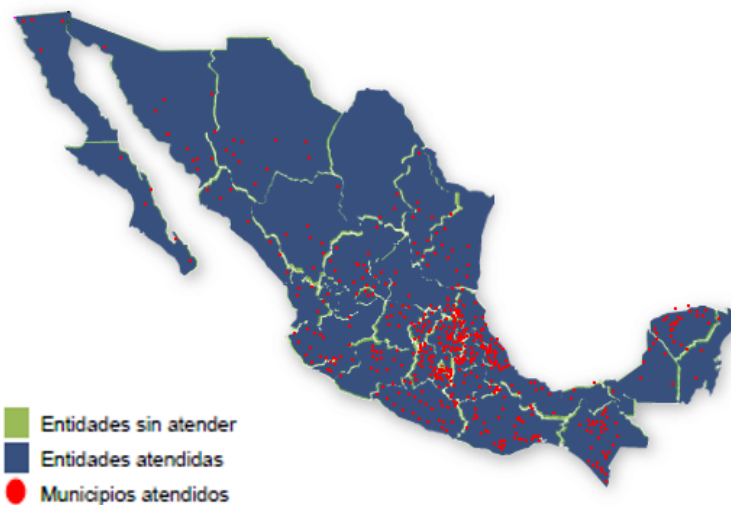 Entidades sin atender
Entidades atendidas
Municipios atendidos